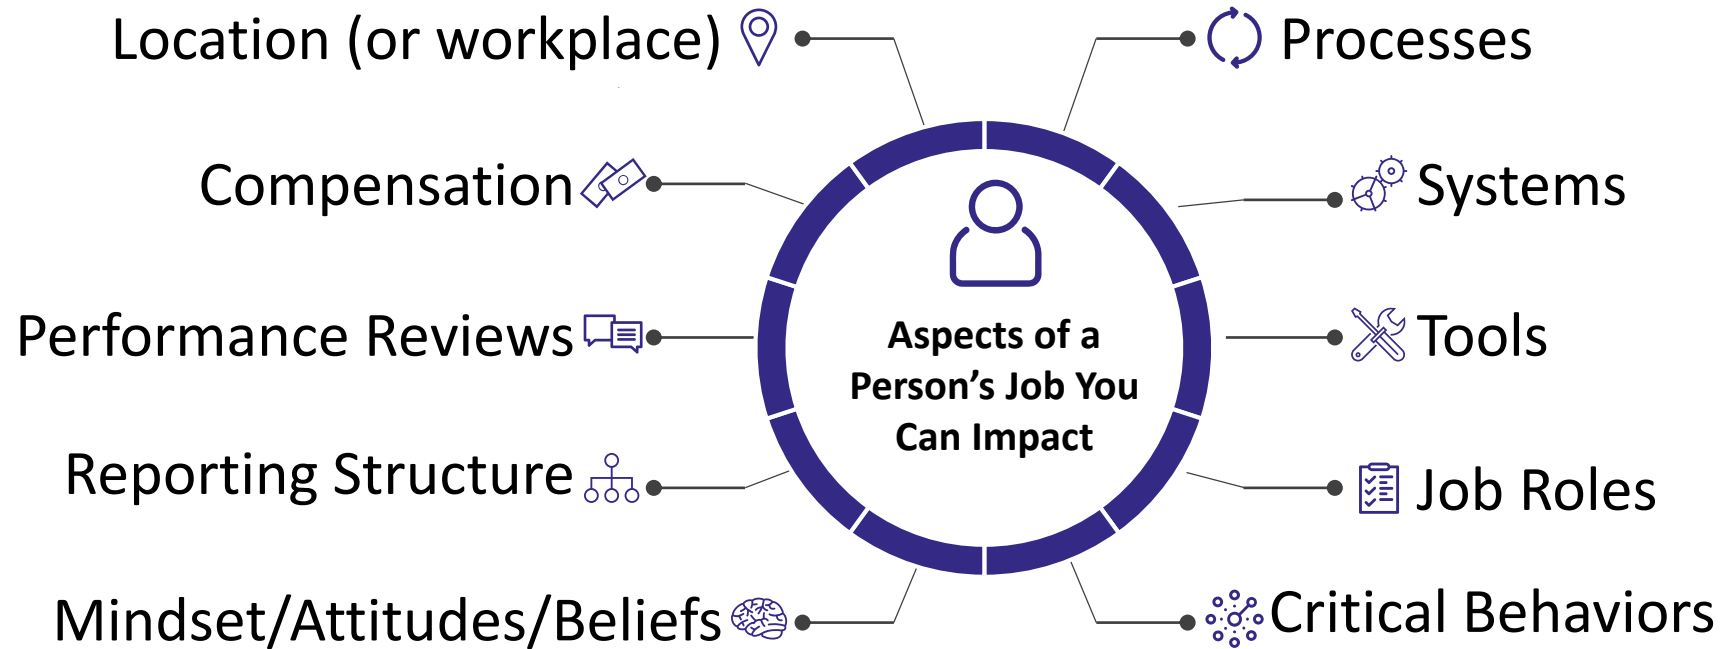 Location (or workplace)
Processes
Compensation
Systems
Performance Reviews
Tools
Reporting Structure
Job Roles
Mindset/Attitudes/Beliefs
Critical Behaviors
Aspects of a
Person’s Job You
Can Impact